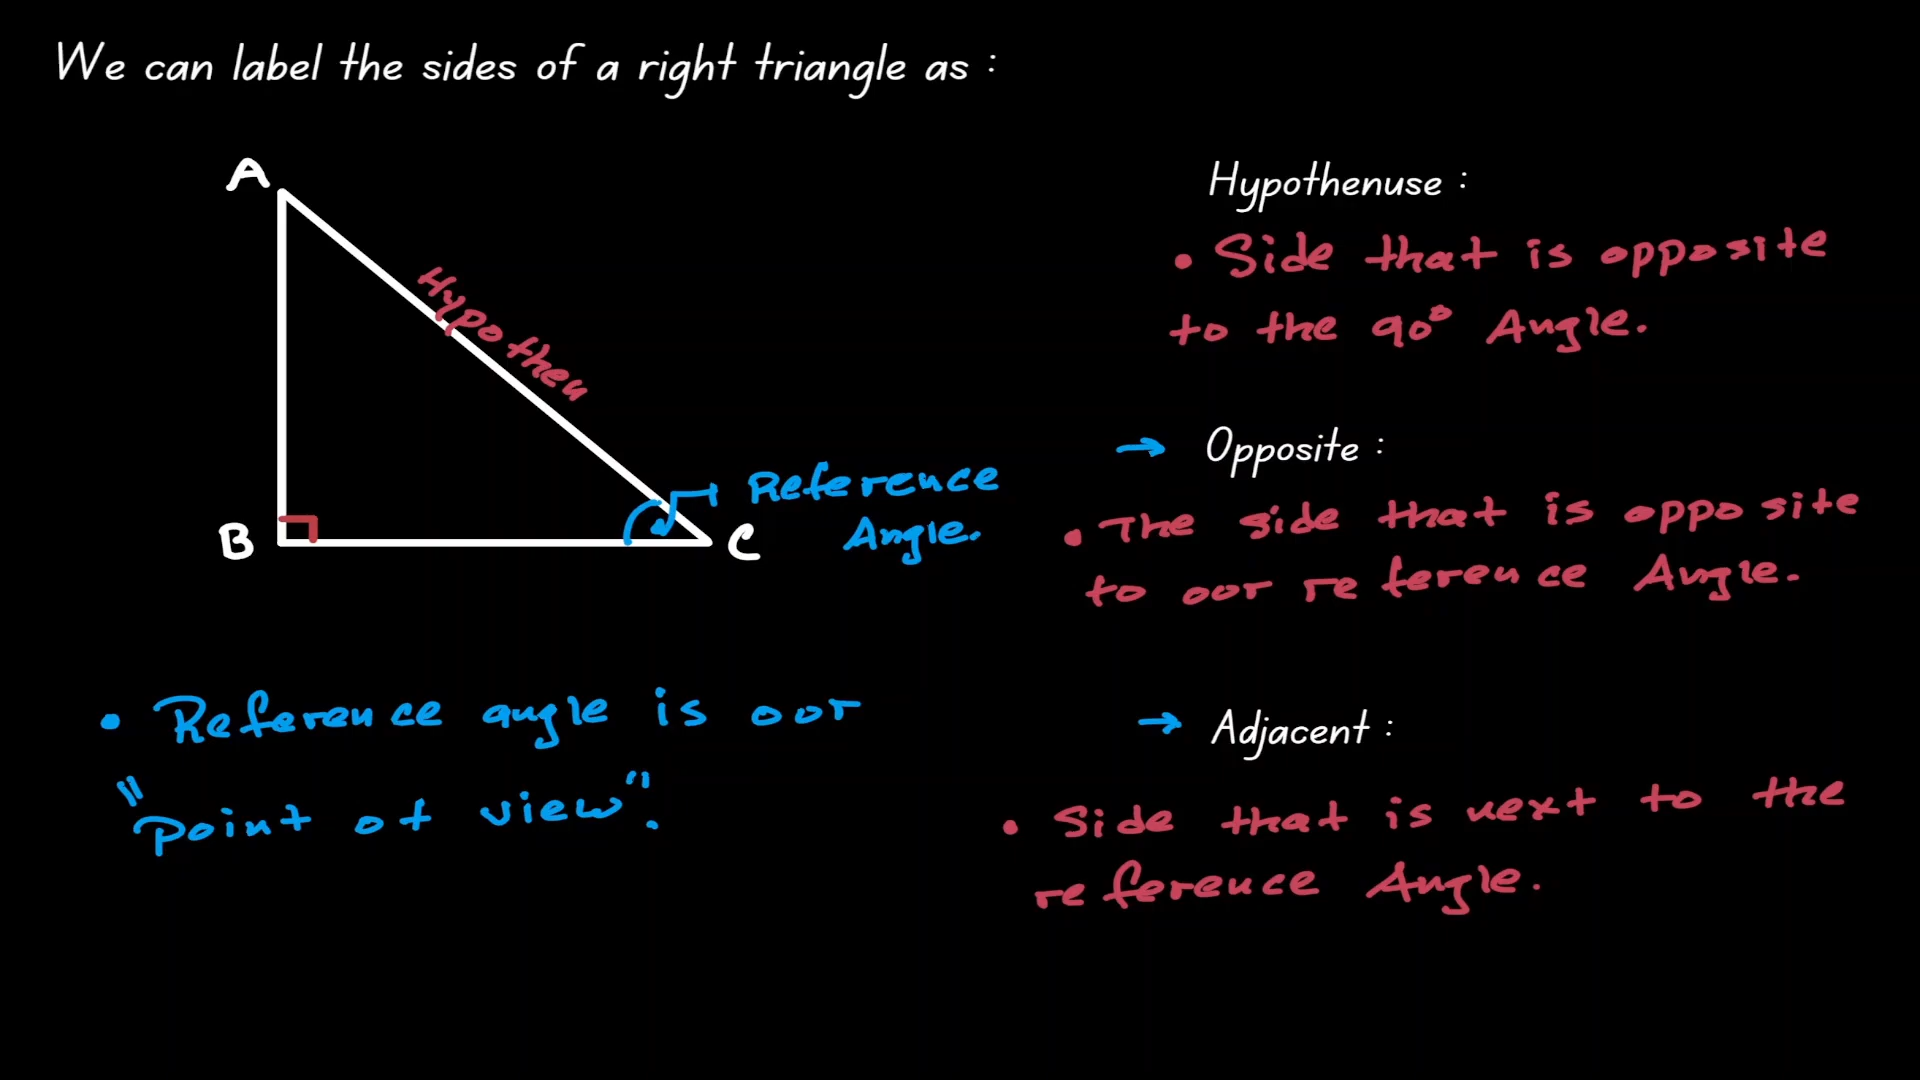 We can label the sides of a right triangle as :
A
Hypothen
B
C
Reference
Angle.
• Reference angle is oor
"point of view".
Hypothenuse :
• Side that is opposite
to the 90° Angle.
→ Opposite :
• The side that is opposite
to oor reference Angle.
→ Adjacent :
• Side that is next to the
reference Angle.